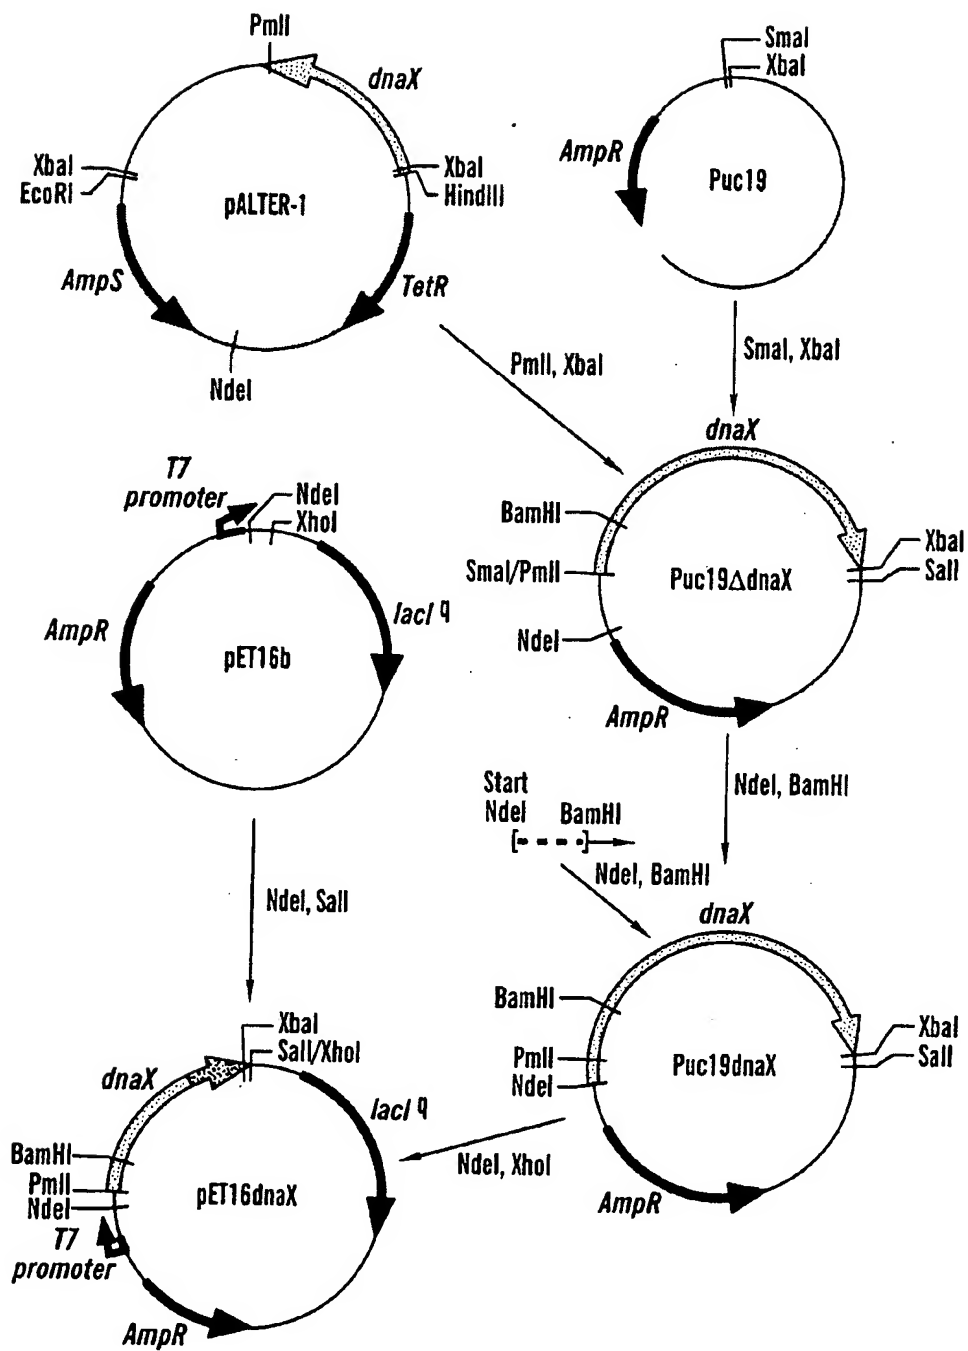 PmlI
dnaX
XbaI
EcoRI
XbaI
HindIII
pALTER-1
AmpS
TetR
NdeI
SmaI
XbaI
AmpR
Puc19
PmlI, XbaI
SmaI, XbaI
T7
promoter
NdeI
XhoI
AmpR
lacI q
pET16b
dnaX
BamHI
SmaI/PmlI
NdeI
XbaI
SalI
Puc19ΔdnaX
AmpR
NdeI, BamHI
Start
NdeI BamHI
NdeI, BamHI
NdeI, SalI
dnaX
BamHI
PmlI
NdeI
XbaI
SalI
Puc19dnaX
AmpR
NdeI, XhoI
XbaI
SalI/XhoI
dnaX
lacI q
BamHI
PmlI
NdeI
pET16dnaX
T7
promoter
AmpR